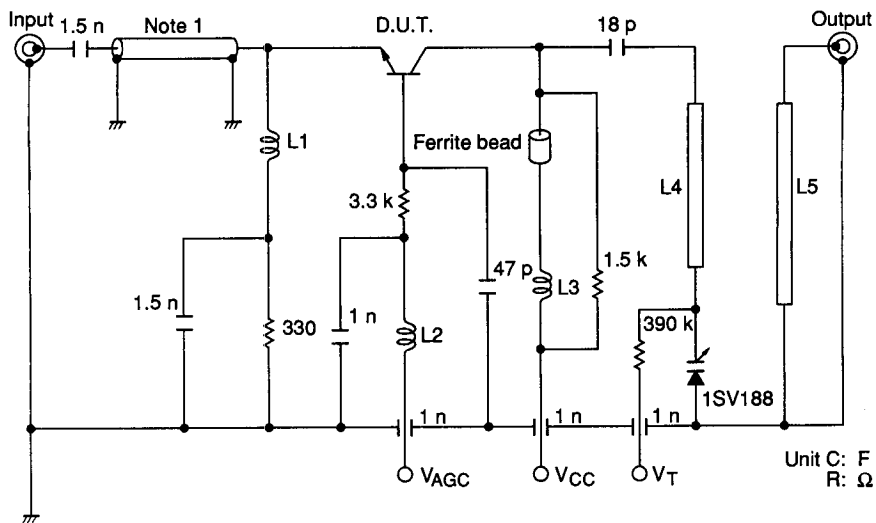 Input
1.5 n
Note 1
D.U.T.
18 p
Output
L1
Ferrite bead
3.3 k
L4
L5
1.5 n
330
1 n
L2
47 p
L3
1.5 k
390 k
1SV188
1 n
1 n
1 n
VAGC
VCC
VT
Unit C: F
R: Ω